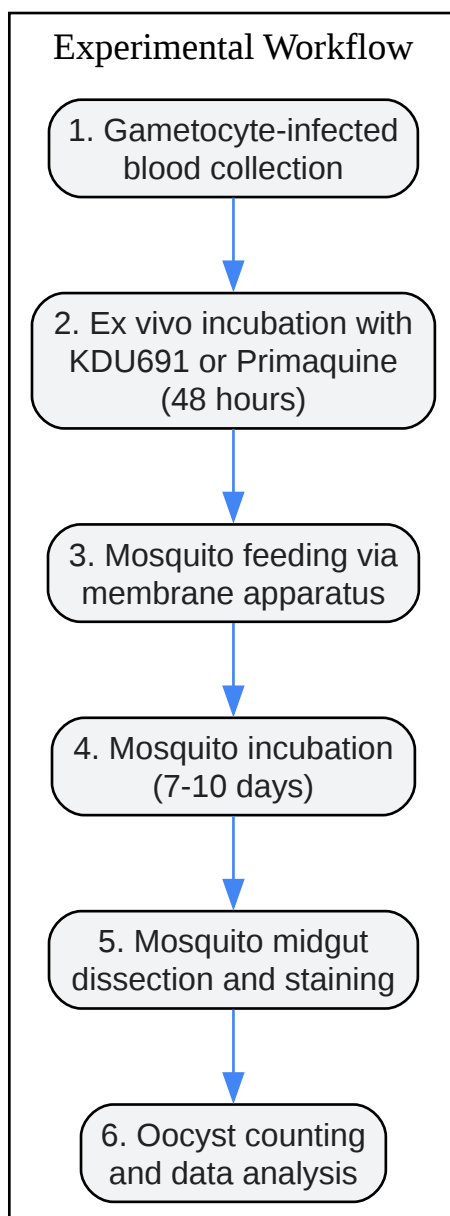 Experimental Workflow
1. Gametocyte-infected
blood collection
2. Ex vivo incubation with
KDU691 or Primaquine
(48 hours)
3. Mosquito feeding via
membrane apparatus
4. Mosquito incubation
(7-10 days)
5. Mosquito midgut
dissection and staining
6. Oocyst counting
and data analysis